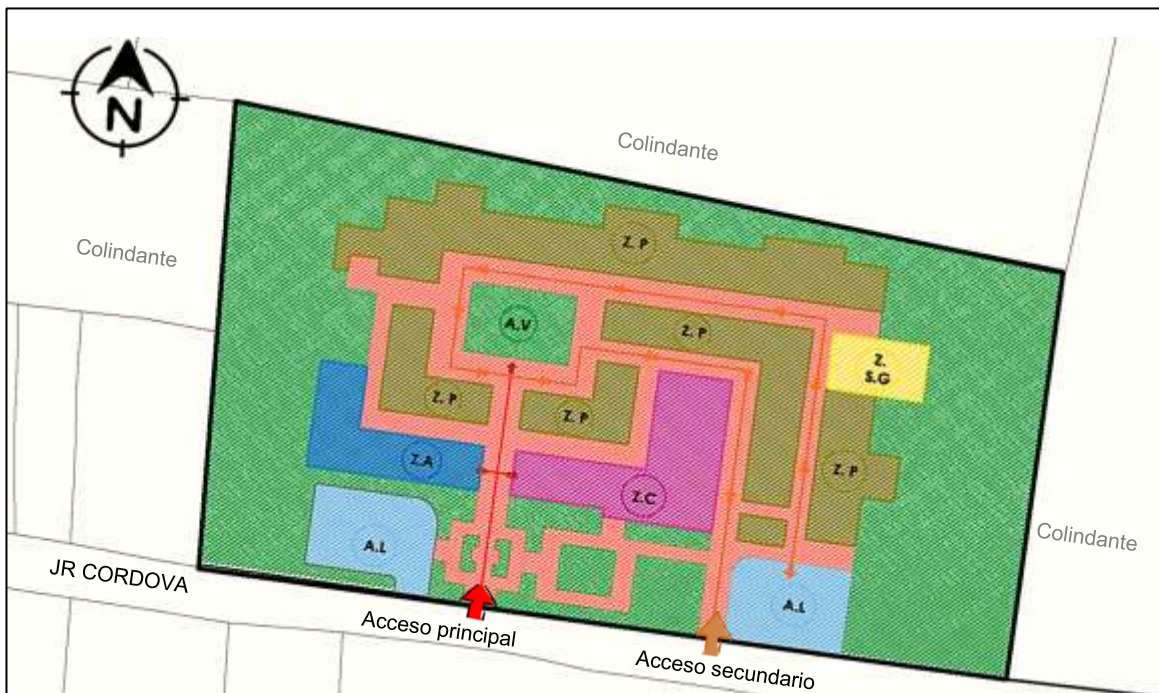 N
Colindante
Colindante
Z. P
A.V
Z. P
Z.
S.G
Z. P
Z. P
Z.A
Z.C
Z. P
A.L
A.L
Colindante
JR CORDOVA
Acceso principal
Acceso secundario